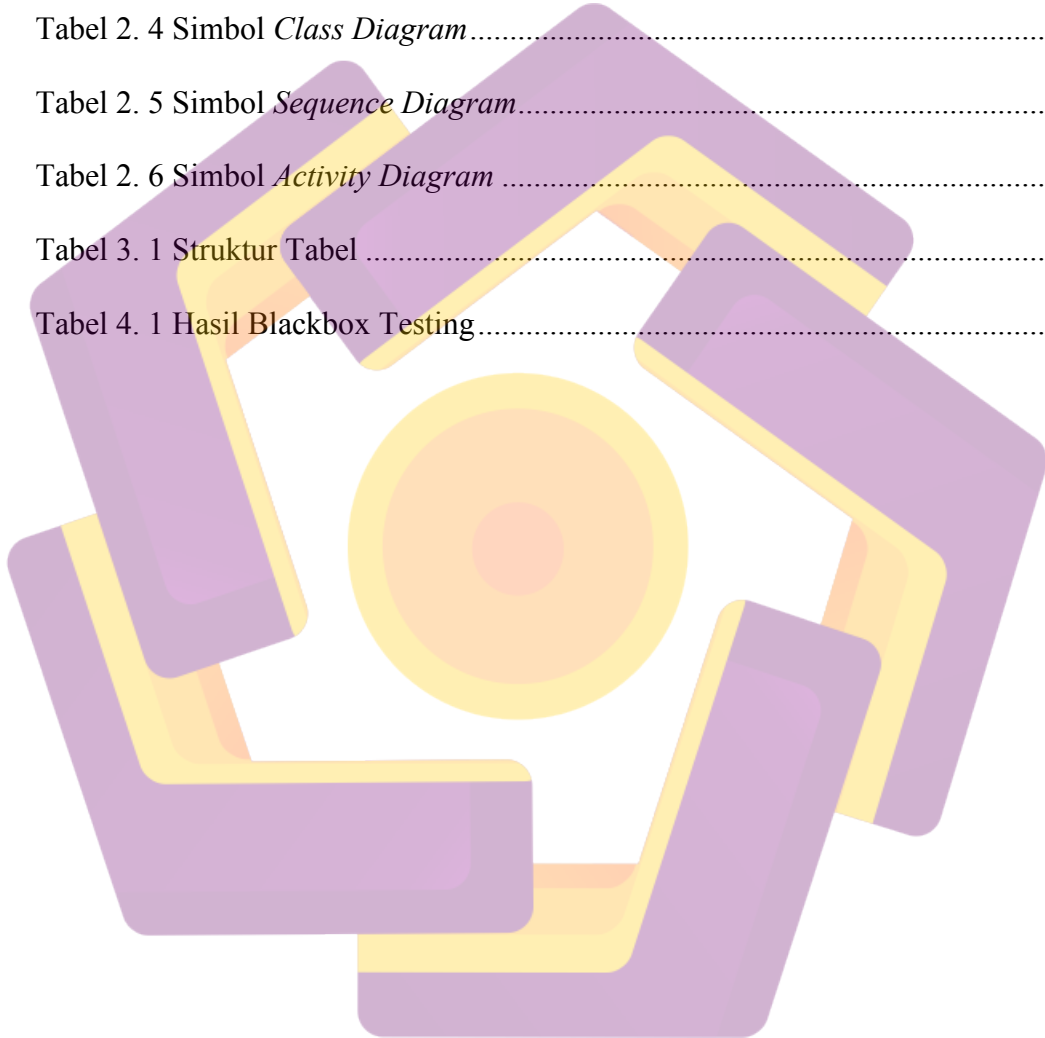 Tabel 2. 4 Simbol Class Diagram................................................................................
Tabel 2. 5 Simbol Sequence Diagram..........................................................................
Tabel 2. 6 Simbol Activity Diagram ............................................................................
Tabel 3. 1 Struktur Tabel .............................................................................................
Tabel 4. 1 Hasil Blackbox Testing...............................................................................